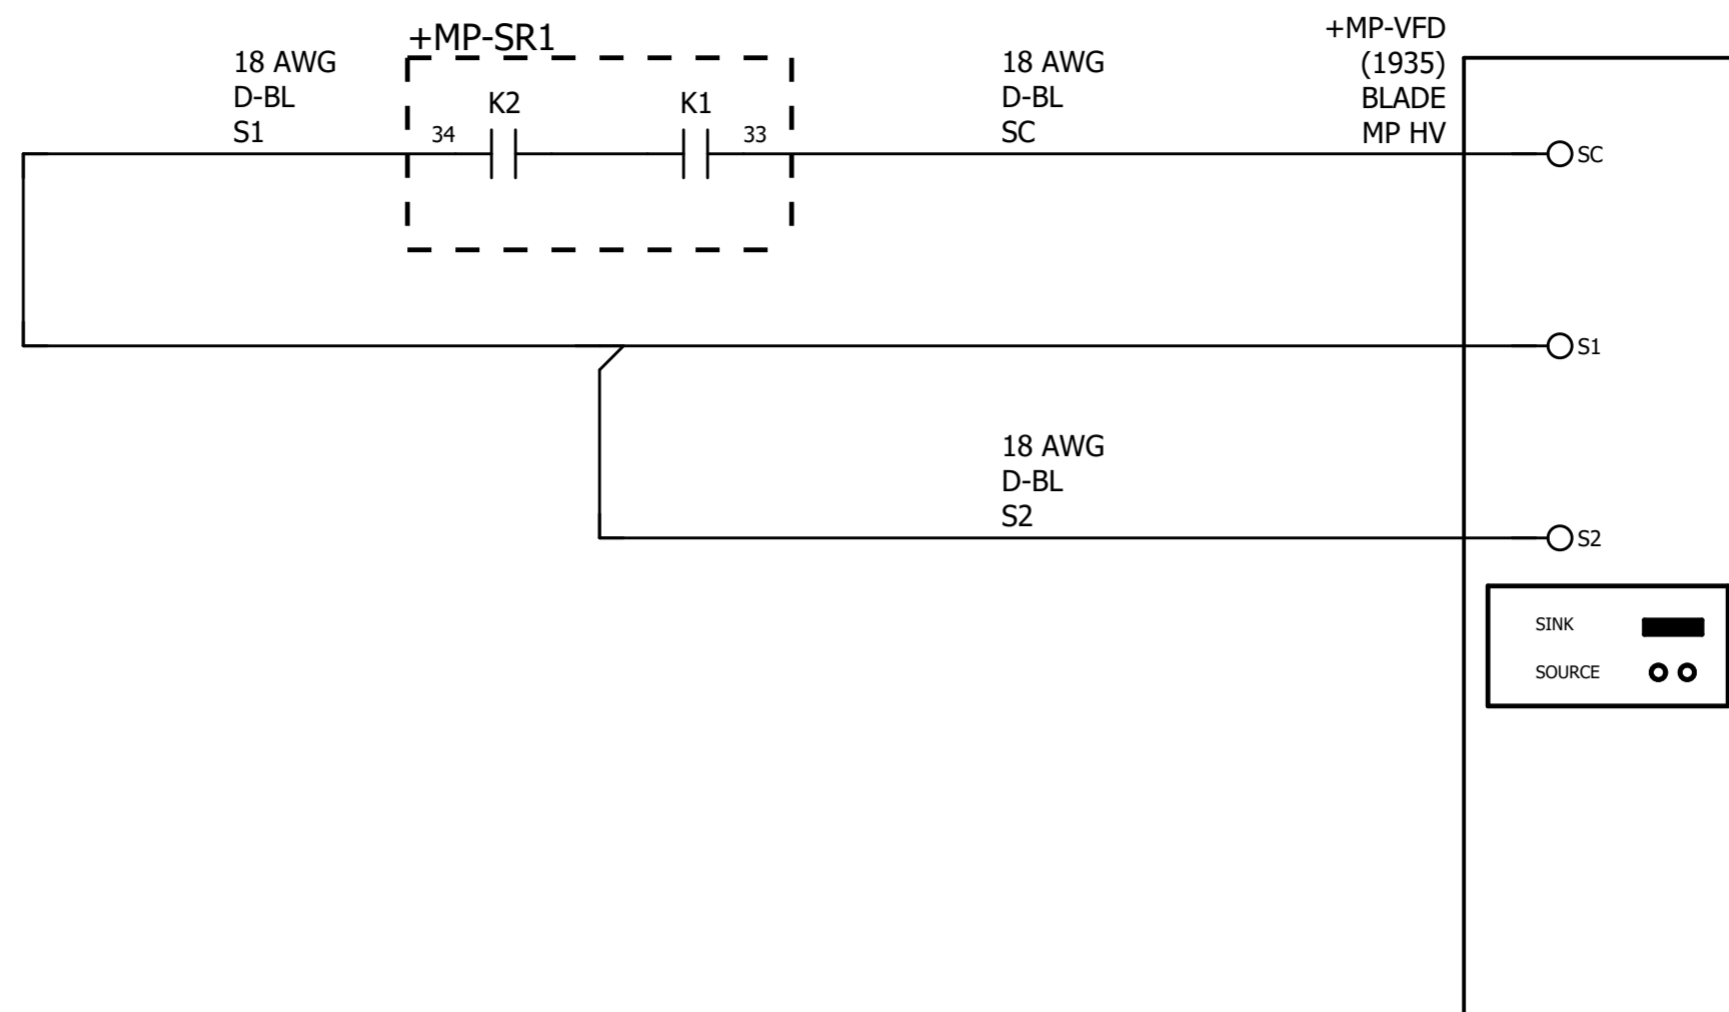 +MP-SR1
18 AWG
D-BL
S1
K2
K1
34
33
18 AWG
D-BL
SC
+MP-VFD
(1935)
BLADE
MP HV
SC
S1
18 AWG
D-BL
S2
S2
SINK
SOURCE